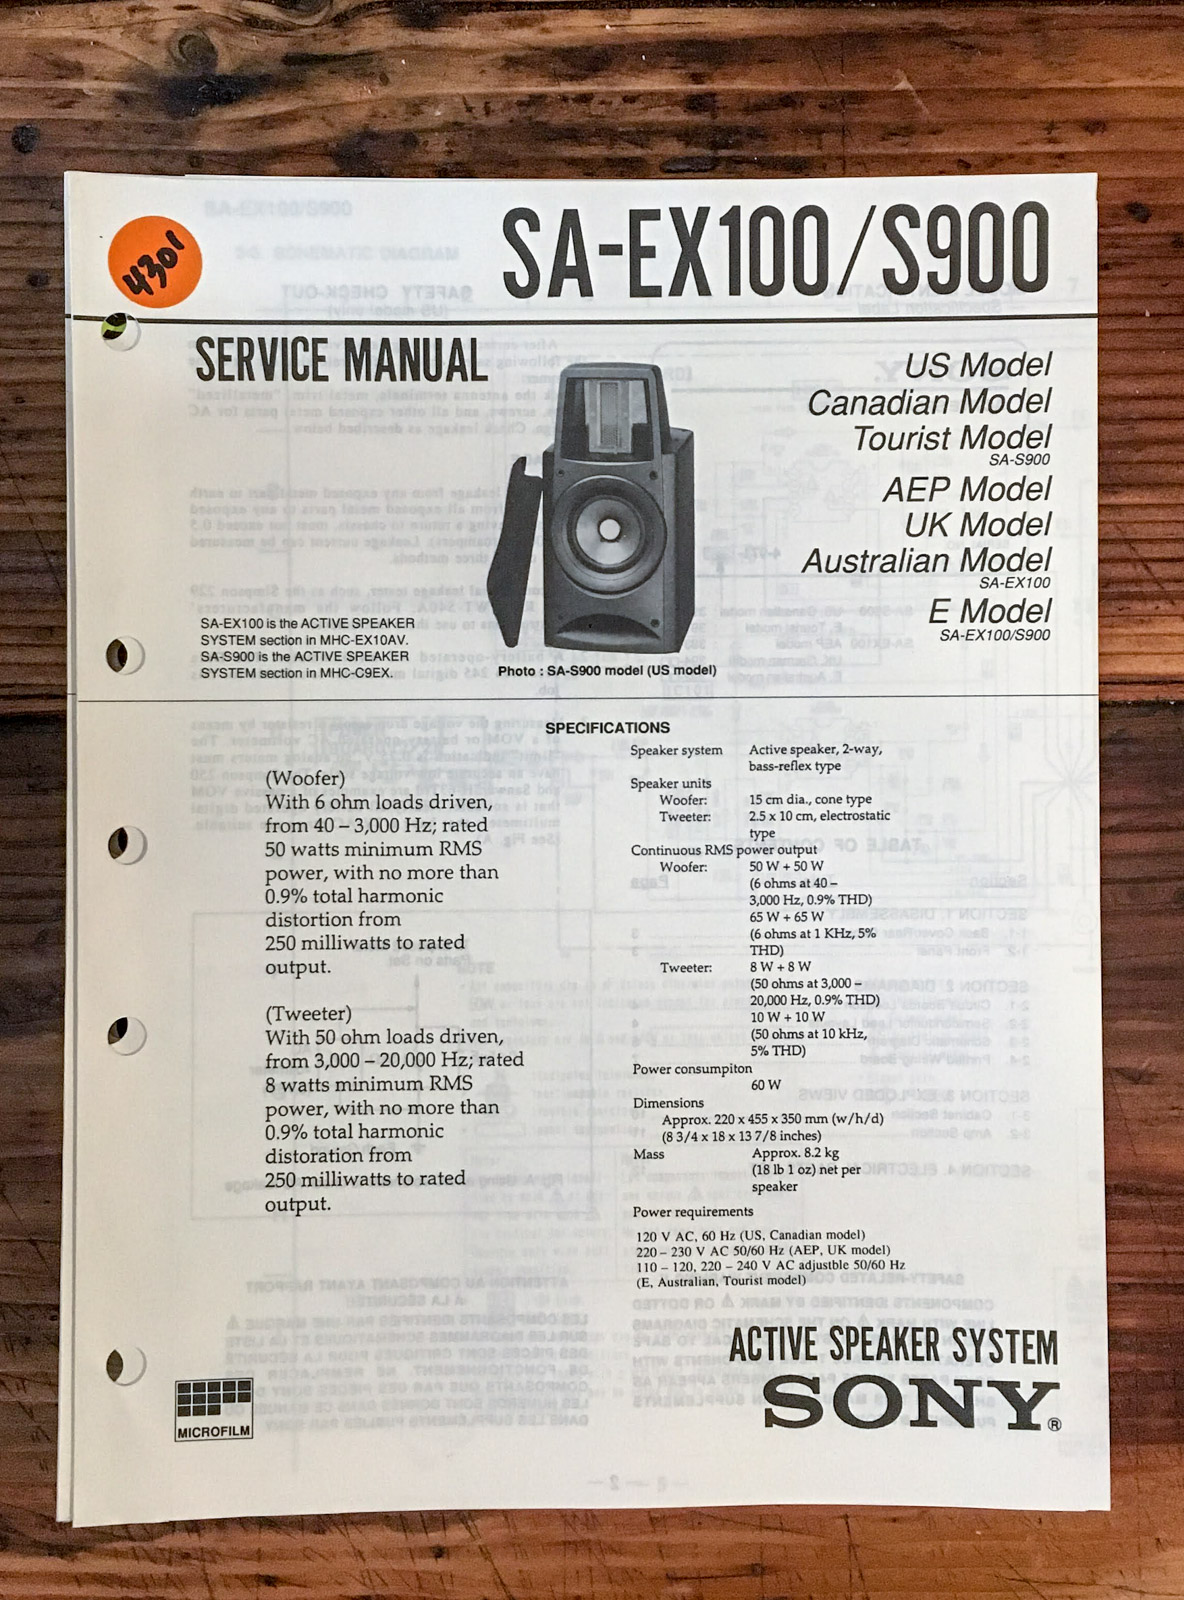 4301
SA-EX100/S900
SERVICE MANUAL
US Model
Canadian Model
Tourist Model
SA-S900
AEP Model
UK Model
Australian Model
SA-EX100
E Model
SA-EX100/S900
SA-EX100 is the ACTIVE SPEAKER
SYSTEM section in MHC-EX10AV.
SA-S900 is the ACTIVE SPEAKER
SYSTEM section in MHC-C9EX.
Photo : SA-S900 model (US model)
SPECIFICATIONS
(Woofer)
With 6 ohm loads driven,
from 40 – 3,000 Hz; rated
50 watts minimum RMS
power, with no more than
0.9% total harmonic
distortion from
250 milliwatts to rated
output.
(Tweeter)
With 50 ohm loads driven,
from 3,000 – 20,000 Hz; rated
8 watts minimum RMS
power, with no more than
0.9% total harmonic
distoration from
250 milliwatts to rated
output.
Speaker system Active speaker, 2-way,
bass-reflex type
Speaker units
Woofer: 15 cm dia., cone type
Tweeter: 2.5 x 10 cm, electrostatic
type
Continuous RMS power output
Woofer: 50 W + 50 W
(6 ohms at 40 –
3,000 Hz, 0.9% THD)
65 W + 65 W
(6 ohms at 1 KHz, 5%
THD)
Tweeter: 8 W + 8 W
(50 ohms at 3,000 –
20,000 Hz, 0.9% THD)
10 W + 10 W
(50 ohms at 10 kHz,
5% THD)
Power consumpiton
60 W
Dimensions
Approx. 220 x 455 x 350 mm (w/h/d)
(8 3/4 x 18 x 13 7/8 inches)
Mass Approx. 8.2 kg
(18 lb 1 oz) net per
speaker
Power requirements
120 V AC, 60 Hz (US, Canadian model)
220 – 230 V AC 50/60 Hz (AEP, UK model)
110 – 120, 220 – 240 V AC adjustble 50/60 Hz
(E, Australian, Tourist model)
ACTIVE SPEAKER SYSTEM
SONY®
MICROFILM